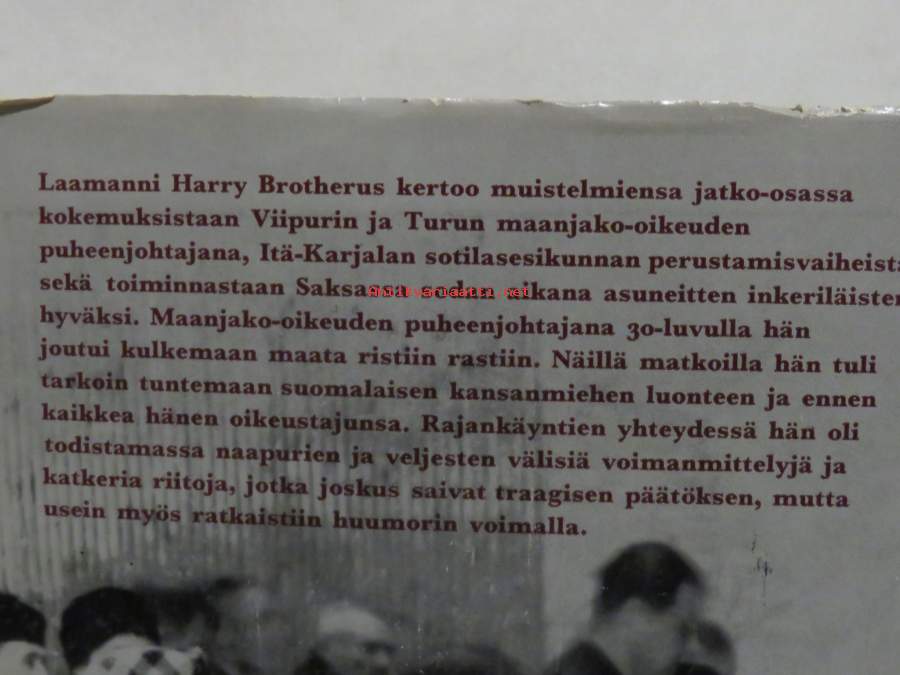 Laamanni Harry Brotherus kertoo muistelmiensa jatko-osassa
kokemuksistaan Viipurin ja Turun maanjako-oikeuden
puheenjohtajana, Itä-Karjalan sotilasesikunnan perustamisvaiheista
sekä toiminnastaan asuneitten inkeriläisten
Antikvariaatti.net
hyväksi. Maanjako-oikeuden puheenjohtajana 30-luvulla hän
joutui kulkemaan maata ristiin rastiin. Näillä matkoilla hän tuli
tarkoin tuntemaan suomalaisen kansanmiehen luonteen ja ennen
kaikkea hänen oikeustajunsa. Rajankäyntien yhteydessä hän oli
todistamassa naapurien ja veljesten välisiä voimanmittelyjä ja
katkeria riitoja, jotka joskus saivat traagisen päätöksen, mutta
usein myös ratkaistiin huumorin voimalla.